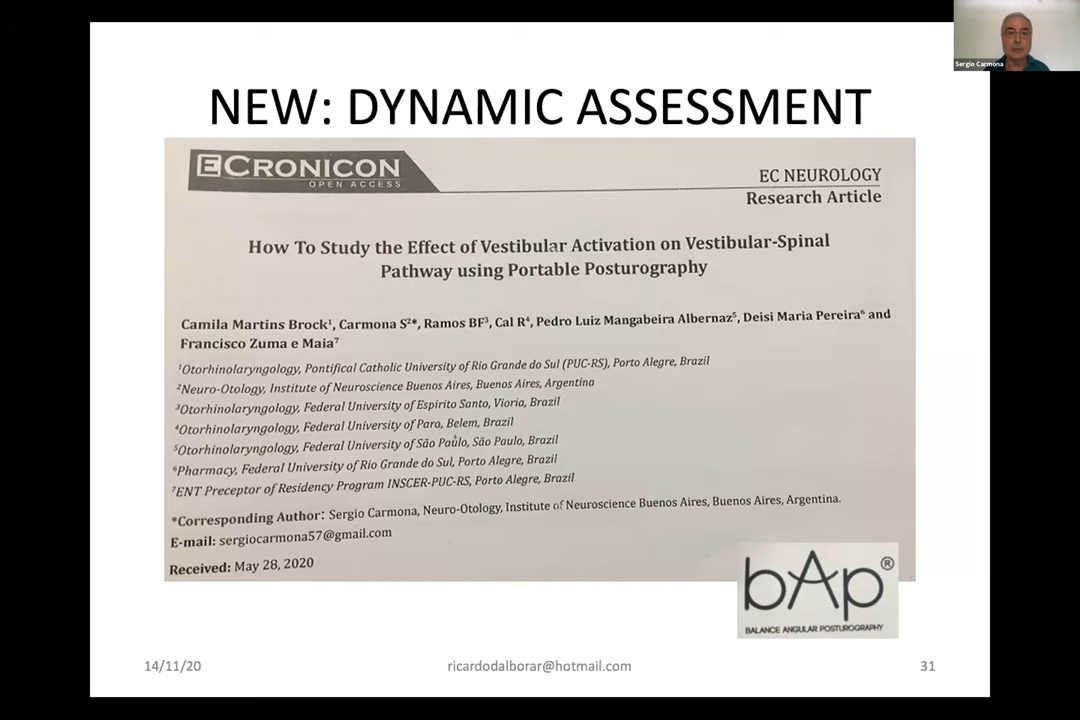 Sergio Carmona
NEW: DYNAMIC ASSESSMENT
ECRONICON
OPEN ACCESS
EC NEUROLOGY
Research Article
How To Study the Effect of Vestibular Activation on Vestibular-Spinal
Pathway using Portable Posturography
Camila Martins Brock¹, Carmona S²*, Ramos BF³, Cal R⁴, Pedro Luiz Mangabeira Albernaz⁵, Deisi Maria Pereira⁶ and
Francisco Zuma e Maia⁷
¹Otorhinolaryngology, Pontifical Catholic University of Rio Grande do Sul (PUC-RS), Porto Alegre, Brazil
²Neuro-Otology, Institute of Neuroscience Buenos Aires, Buenos Aires, Argentina
³Otorhinolaryngology, Federal University of Espirito Santo, Vioria, Brazil
⁴Otorhinolaryngology, Federal University of Para, Belem, Brazil
⁵Otorhinolaryngology, Federal University of São Paulo, São Paulo, Brazil
⁶Pharmacy, Federal University of Rio Grande do Sul, Porto Alegre, Brazil
⁷ENT Preceptor of Residency Program INSCER-PUC-RS, Porto Alegre, Brazil
*Corresponding Author: Sergio Carmona, Neuro-Otology, Institute of Neuroscience Buenos Aires, Buenos Aires, Argentina.
E-mail: sergiocarmona57@gmail.com
Received: May 28, 2020
bAp®
BALANCE ANGULAR POSTUROGRAPHY
14/11/20
ricardodalborar@hotmail.com
31